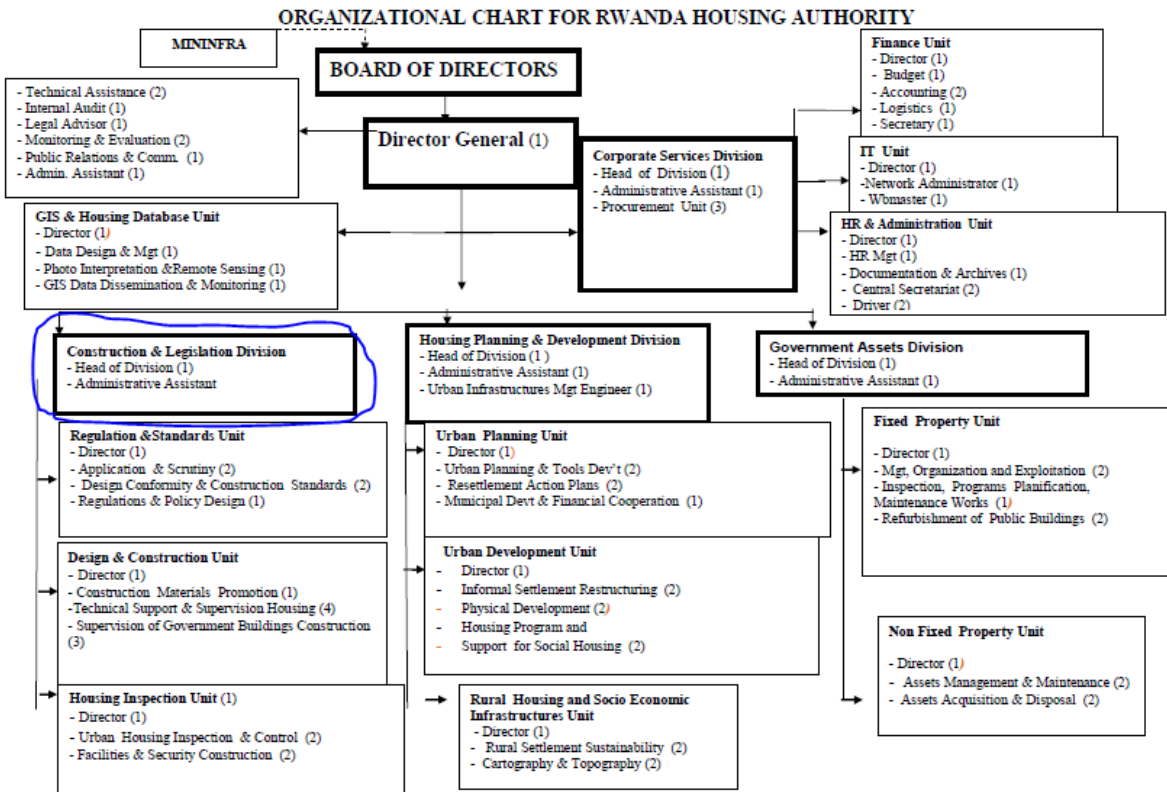 ORGANIZATIONAL CHART FOR RWANDA HOUSING AUTHORITY
MININFRA
BOARD OF DIRECTORS
Finance Unit
- Director (1)
- Budget (1)
- Accounting (2)
- Logistics (1)
- Secretary (1)
- Technical Assistance (2)
- Internal Audit (1)
- Legal Advisor (1)
- Monitoring & Evaluation (2)
- Public Relations & Comm. (1)
- Admin. Assistant (1)
Director General (1)
Corporate Services Division
- Head of Division (1)
- Administrative Assistant (1)
- Procurement Unit (3)
IT Unit
- Director (1)
-Network Administrator (1)
- Wbmaster (1)
GIS & Housing Database Unit
- Director (1)
- Data Design & Mgt (1)
- Photo Interpretation &Remote Sensing (1)
- GIS Data Dissemination & Monitoring (1)
HR & Administration Unit
- Director (1)
- HR Mgt (1)
- Documentation & Archives (1)
- Central Secretariat (2)
- Driver (2)
Construction & Legislation Division
- Head of Division (1)
- Administrative Assistant
Housing Planning & Development Division
- Head of Division (1 )
- Administrative Assistant (1)
- Urban Infrastructures Mgt Engineer (1)
Government Assets Division
- Head of Division (1)
- Administrative Assistant (1)
Regulation &Standards Unit
- Director (1)
- Application & Scrutiny (2)
- Design Conformity & Construction Standards (2)
- Regulations & Policy Design (1)
Urban Planning Unit
- Director (1)
- Urban Planning & Tools Dev't (2)
- Resettlement Action Plans (2)
- Municipal Devt & Financial Cooperation (1)
Fixed Property Unit
- Director (1)
- Mgt, Organization and Exploitation (2)
- Inspection, Programs Planification,
Maintenance Works (1)
- Refurbishment of Public Buildings (2)
Design & Construction Unit
- Director (1)
- Construction Materials Promotion (1)
-Technical Support & Supervision Housing (4)
- Supervision of Government Buildings Construction
(3)
Urban Development Unit
- Director (1)
- Informal Settlement Restructuring (2)
- Physical Development (2)
- Housing Program and
- Support for Social Housing (2)
Non Fixed Property Unit
- Director (1)
- Assets Management & Maintenance (2)
- Assets Acquisition & Disposal (2)
Housing Inspection Unit (1)
- Director (1)
- Urban Housing Inspection & Control (2)
- Facilities & Security Construction (2)
Rural Housing and Socio Economic
Infrastructures Unit
- Director (1)
- Rural Settlement Sustainability (2)
- Cartography & Topography (2)